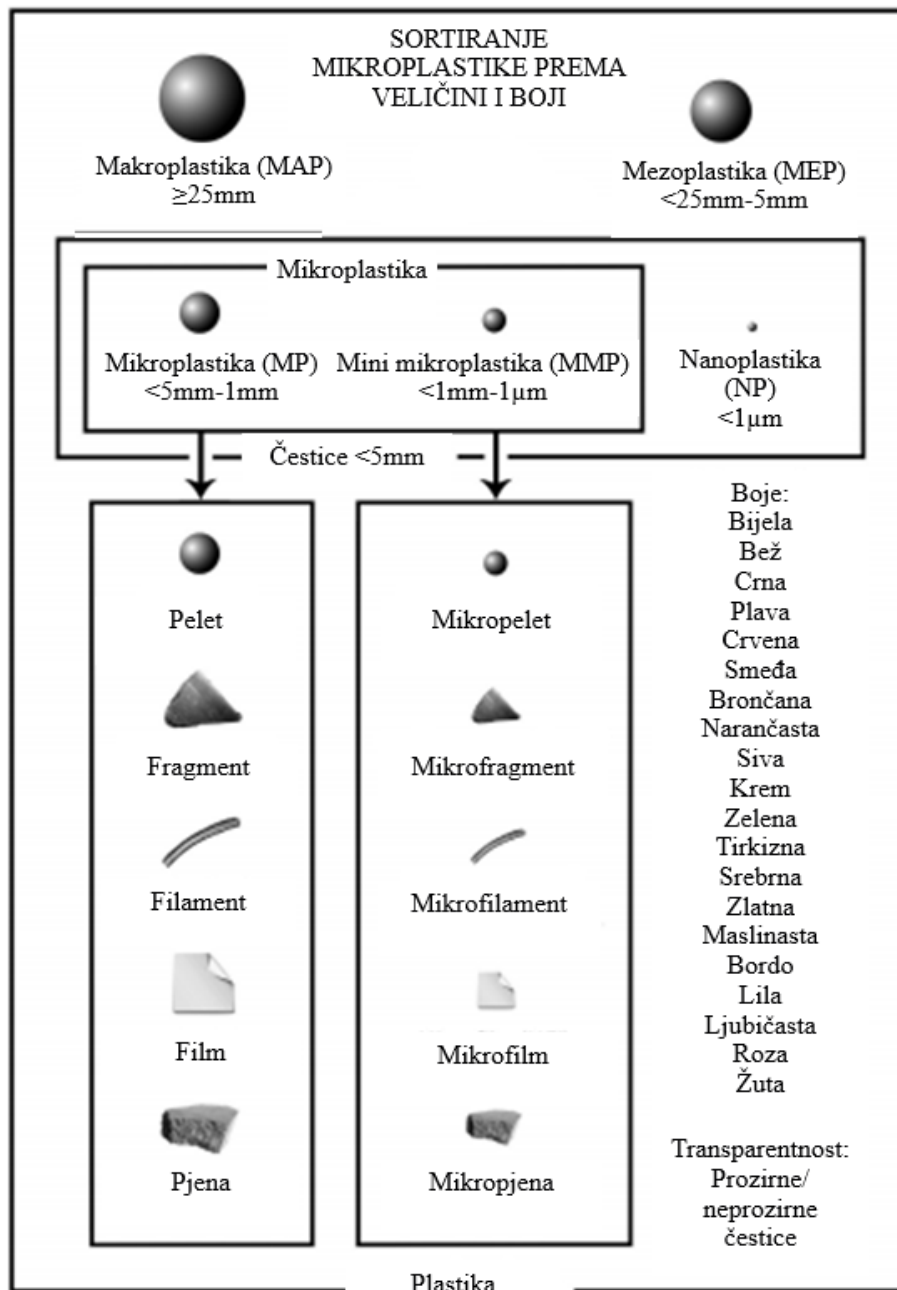 SORTIRANJE
MIKROPLASTIKE PREMA
VELIČINI I BOJI
Makroplastika (MAP)
≥25mm
Mezoplastika (MEP)
<25mm-5mm
Mikroplastika
Mikroplastika (MP)
<5mm-1mm
Mini mikroplastika (MMP)
<1mm-1µm
Nanoplastika
(NP)
<1µm
Čestice <5mm
Pelet
Fragment
Filament
Film
Pjena
Mikropelet
Mikrofragment
Mikrofilament
Mikrofilm
Mikropjena
Boje:
Bijela
Bež
Crna
Plava
Crvena
Smeđa
Brončana
Narančasta
Siva
Krem
Zelena
Tirkizna
Srebrna
Zlatna
Maslinasta
Bordo
Lila
Ljubičasta
Roza
Žuta
Transparentnost:
Prozirne/
neprozirne
čestice
Plastika